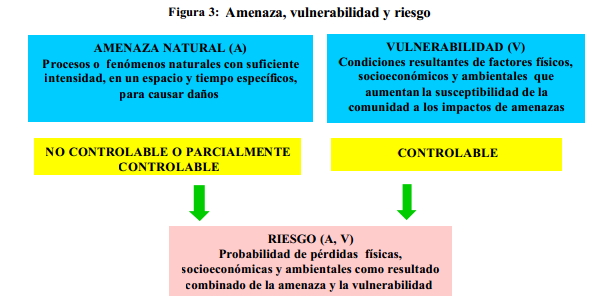 Figura 3: Amenaza, vulnerabilidad y riesgo
AMENAZA NATURAL (A)
Procesos o fenómenos naturales con suficiente
intensidad, en un espacio y tiempo específicos,
para causar daños
VULNERABILIDAD (V)
Condiciones resultantes de factores físicos,
socioeconómicos y ambientales que
aumentan la susceptibilidad de la
comunidad a los impactos de amenazas
NO CONTROLABLE O PARCIALMENTE
CONTROLABLE
CONTROLABLE
RIESGO (A, V)
Probabilidad de pérdidas físicas,
socioeconómicas y ambientales como resultado
combinado de la amenaza y la vulnerabilidad